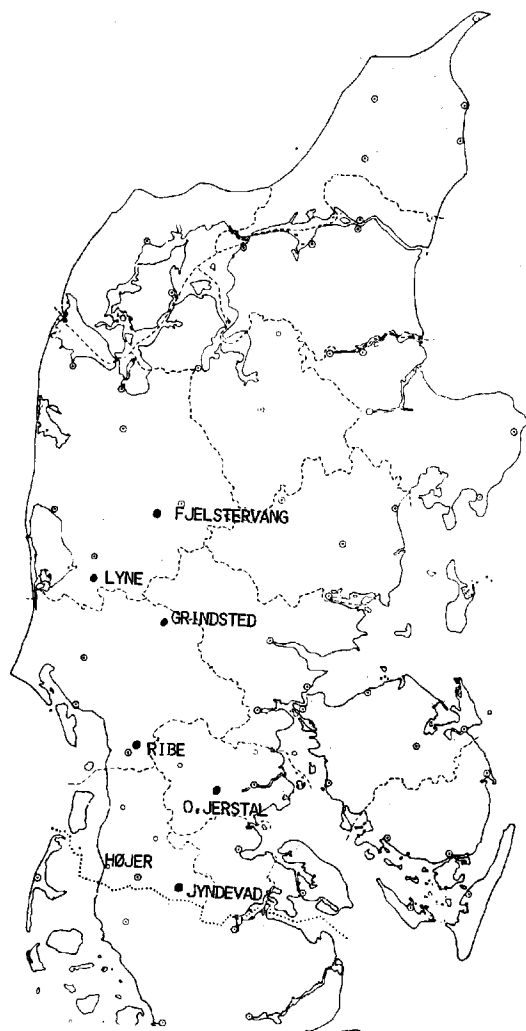 FJELSTERVANG
LYNE
GRINDSTED
RIBE
O.JERSTAL
HØJER
JYNDEVAD